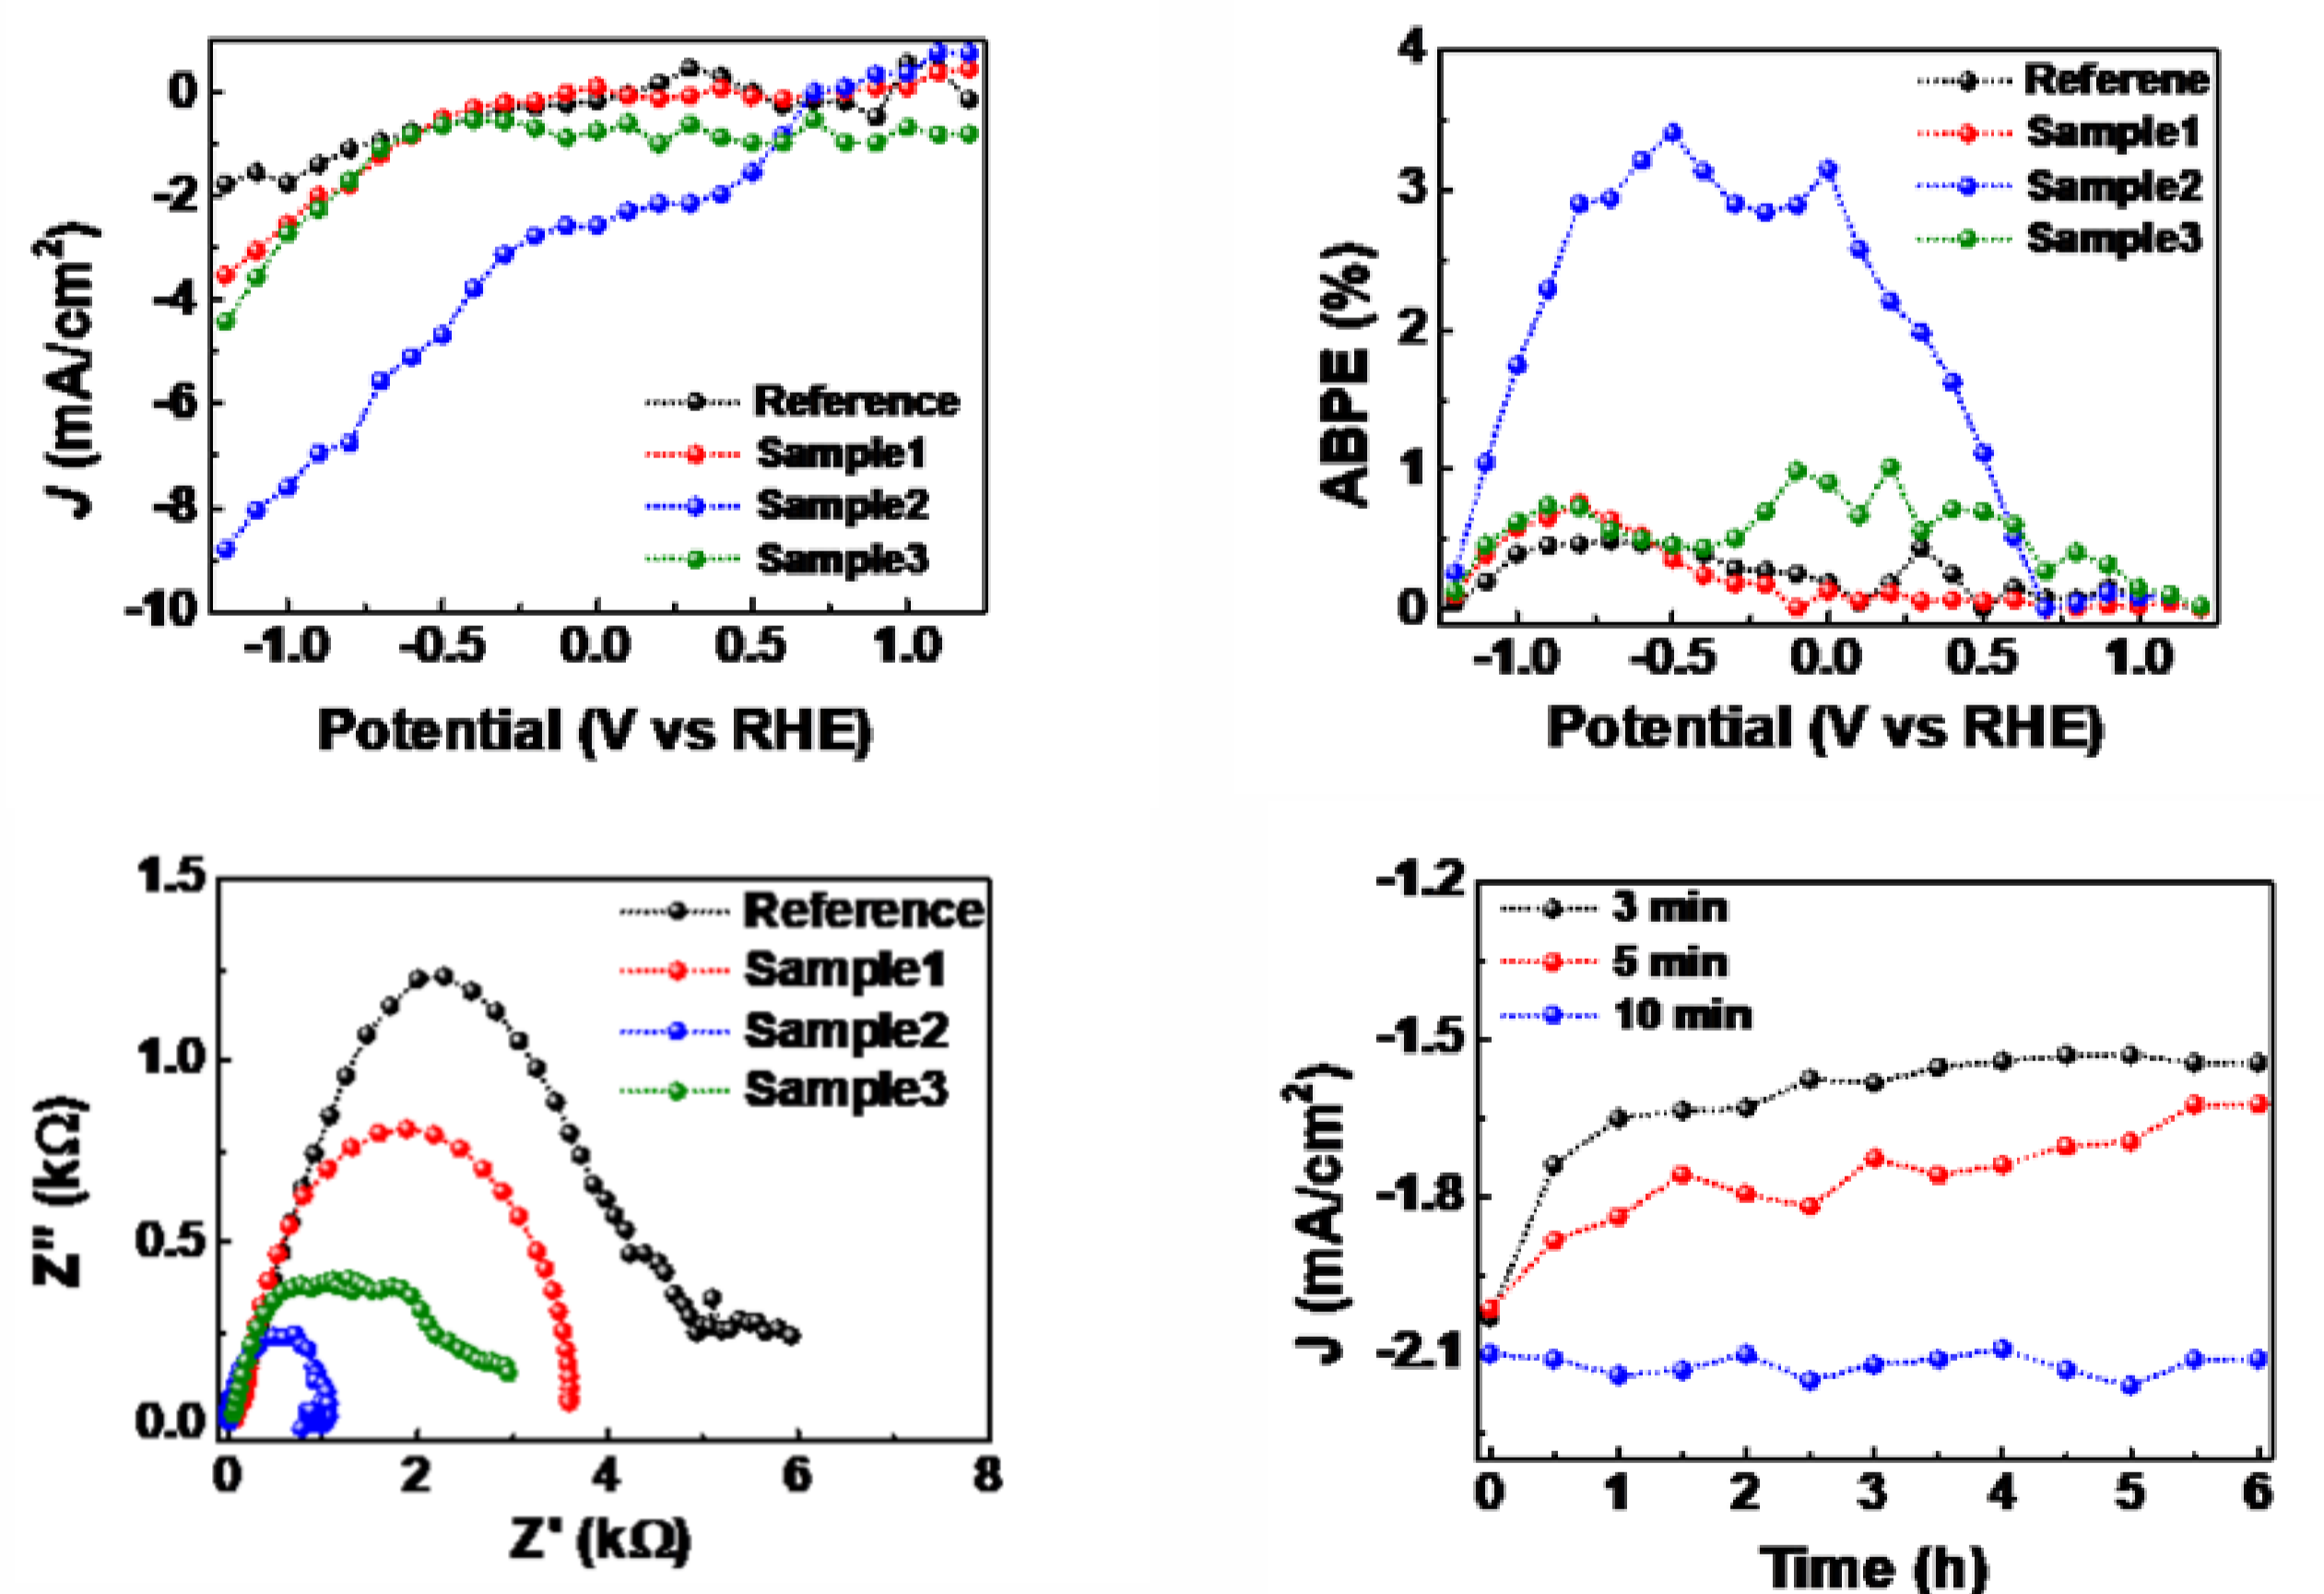 0
-2
-4
-6
-8
-10
-1.0 -0.5 0.0 0.5 1.0
J (mA/cm²)
Potential (V vs RHE)
Reference
Sample1
Sample2
Sample3
4
3
2
1
0
-1.0 -0.5 0.0 0.5 1.0
ABPE (%)
Potential (V vs RHE)
Referene
Sample1
Sample2
Sample3
1.5
1.0
0.5
0.0
0 2 4 6 8
Z'' (kΩ)
Z' (kΩ)
Reference
Sample1
Sample2
Sample3
-1.2
-1.5
-1.8
-2.1
0 1 2 3 4 5 6
J (mA/cm²)
Time (h)
3 min
5 min
10 min